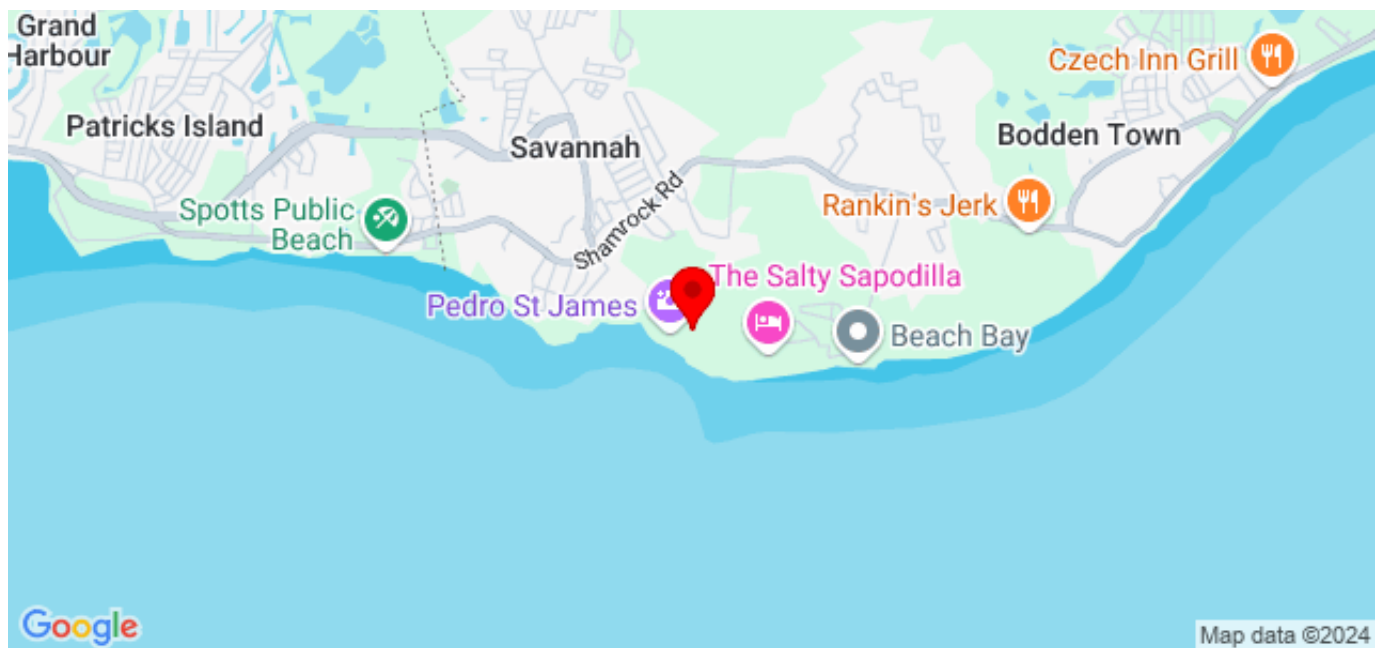 Grand
Harbour
Czech Inn Grill
Patricks Island
Savannah
Bodden Town
Spotts Public
Beach
Shamrock Rd
Rankin's Jerk
Pedro St James
The Salty Sapodilla
Beach Bay
Google
Map data ©2024